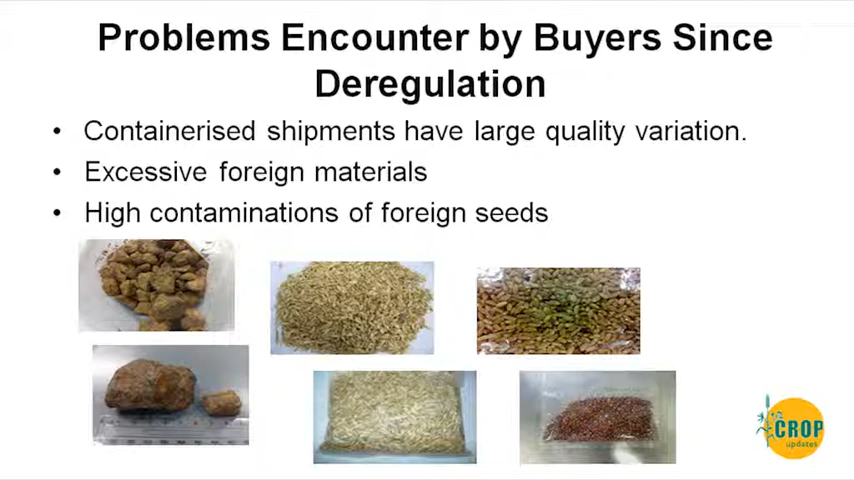 Problems Encounter by Buyers Since
Deregulation
• Containerised shipments have large quality variation.
• Excessive foreign materials
• High contaminations of foreign seeds
CROP
updates